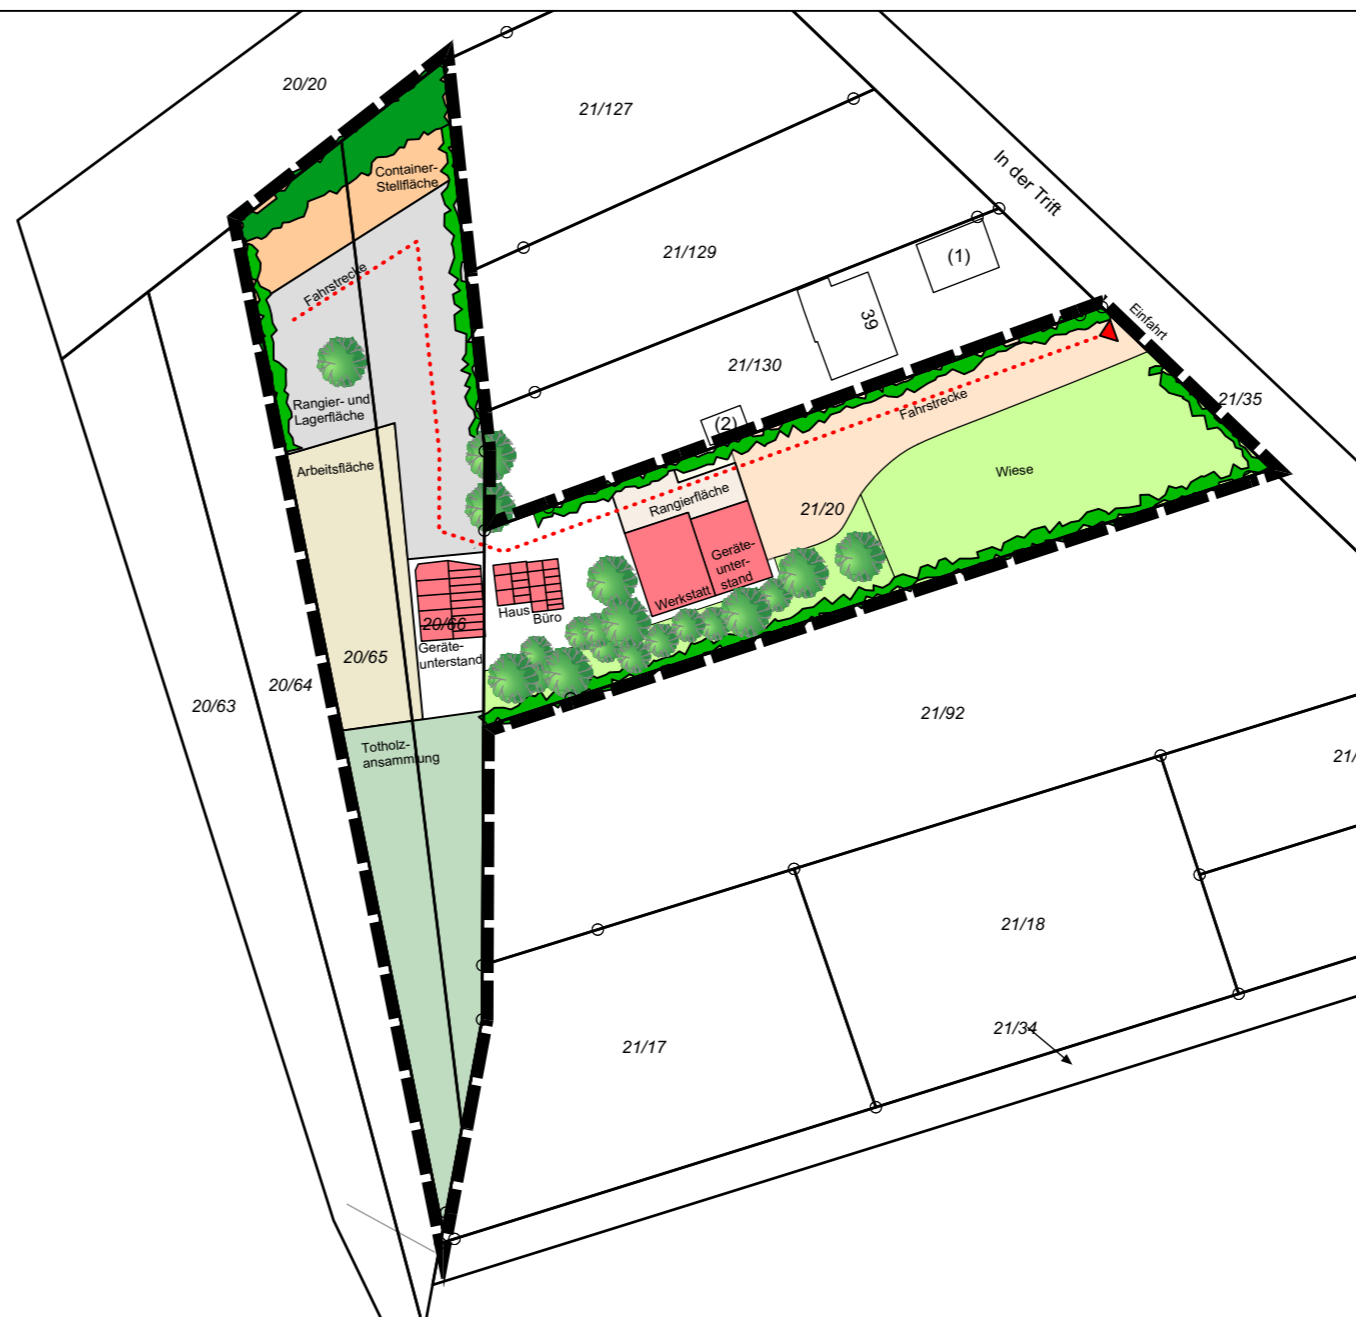 20/20
21/127
Container-
Stellfläche
In der Trift
21/129
(1)
Fahrstrecke
39
Einfahrt
21/130
Rangier- und
Lagerfläche
Fahrstrecke
21/35
(2)
Arbeitsfläche
Wiese
Rangierfläche
21/20
Geräte-
unter-
stand
Werkstatt
Haus
Büro
20/66
Geräte-
unterstand
20/65
20/64
20/63
21/92
Totholz-
ansammlung
21/
21/18
21/34
21/17